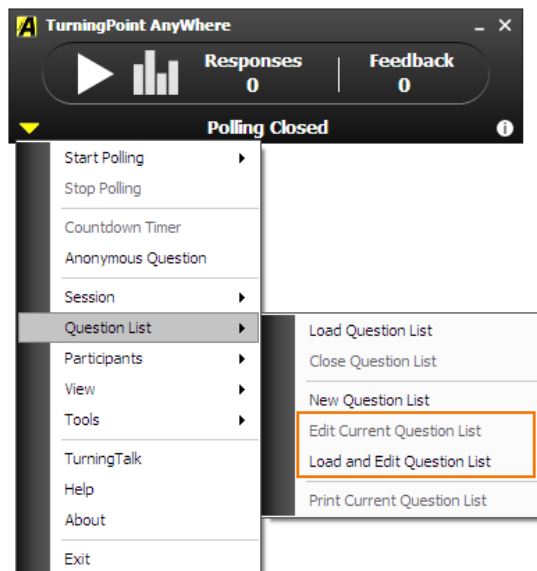 TurningPoint AnyWhere
Responses
0
Feedback
0
Polling Closed
Start Polling
Stop Polling
Countdown Timer
Anonymous Question
Session
Question List
Participants
View
Tools
TurningTalk
Help
About
Exit
Load Question List
Close Question List
New Question List
Edit Current Question List
Load and Edit Question List
Print Current Question List